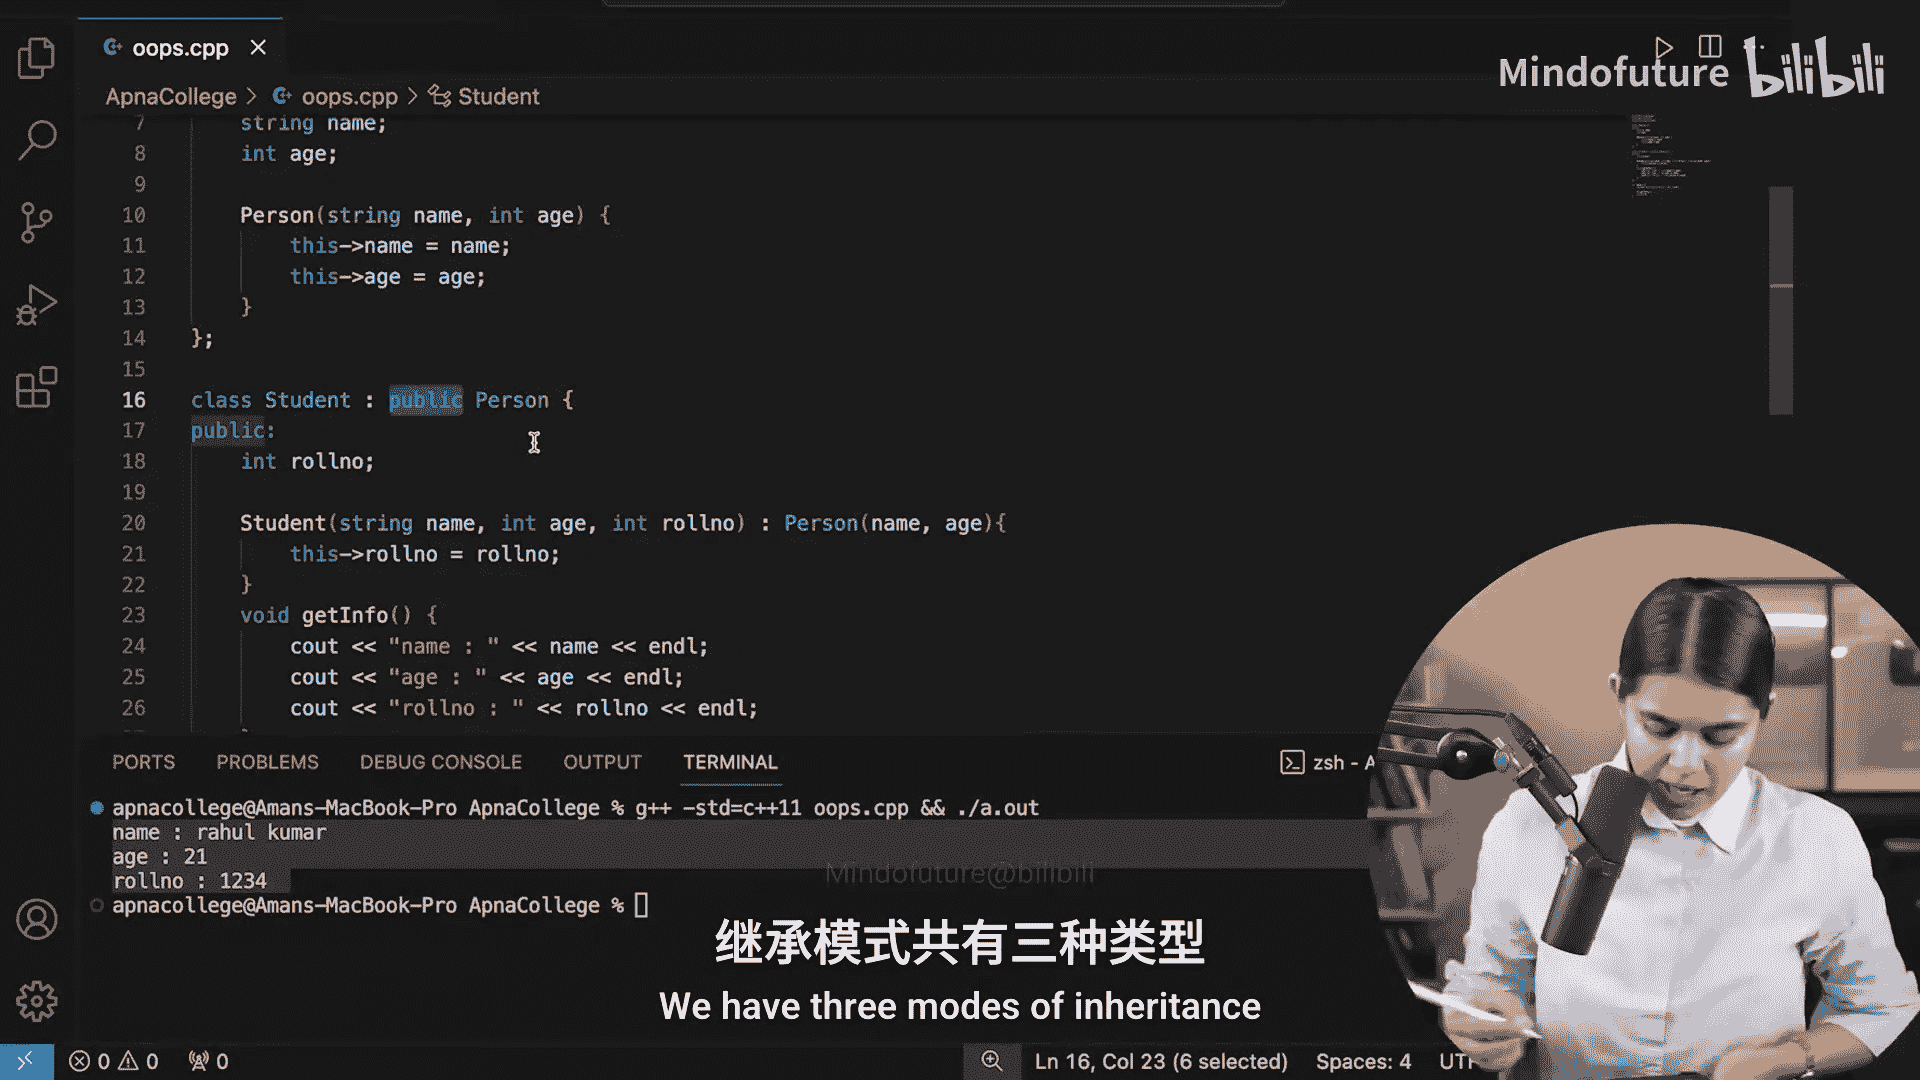 oops.cpp
Mindofuture bilibili
ApnaCollege > oops.cpp > Student
7 string name;
8 int age;
9
10 Person(string name, int age) {
11 this->name = name;
12 this->age = age;
13 }
14 };
15
16 class Student : public Person {
17 public:
18 int rollno;
19
20 Student(string name, int age, int rollno) : Person(name, age){
21 this->rollno = rollno;
22 }
23 void getInfo() {
24 cout << "name : " << name << endl;
25 cout << "age : " << age << endl;
26 cout << "rollno : " << rollno << endl;
PORTS PROBLEMS DEBUG CONSOLE OUTPUT TERMINAL zsh - A
apnacollege@Amans-MacBook-Pro ApnaCollege % g++ -std=c++11 oops.cpp && ./a.out
name : rahul kumar
age : 21
rollno : 1234
Mindofuture@bilibili
apnacollege@Amans-MacBook-Pro ApnaCollege %
继承模式共有三种类型
We have three modes of inheritance
0 0 0 Ln 16, Col 23 (6 selected) Spaces: 4 UTF